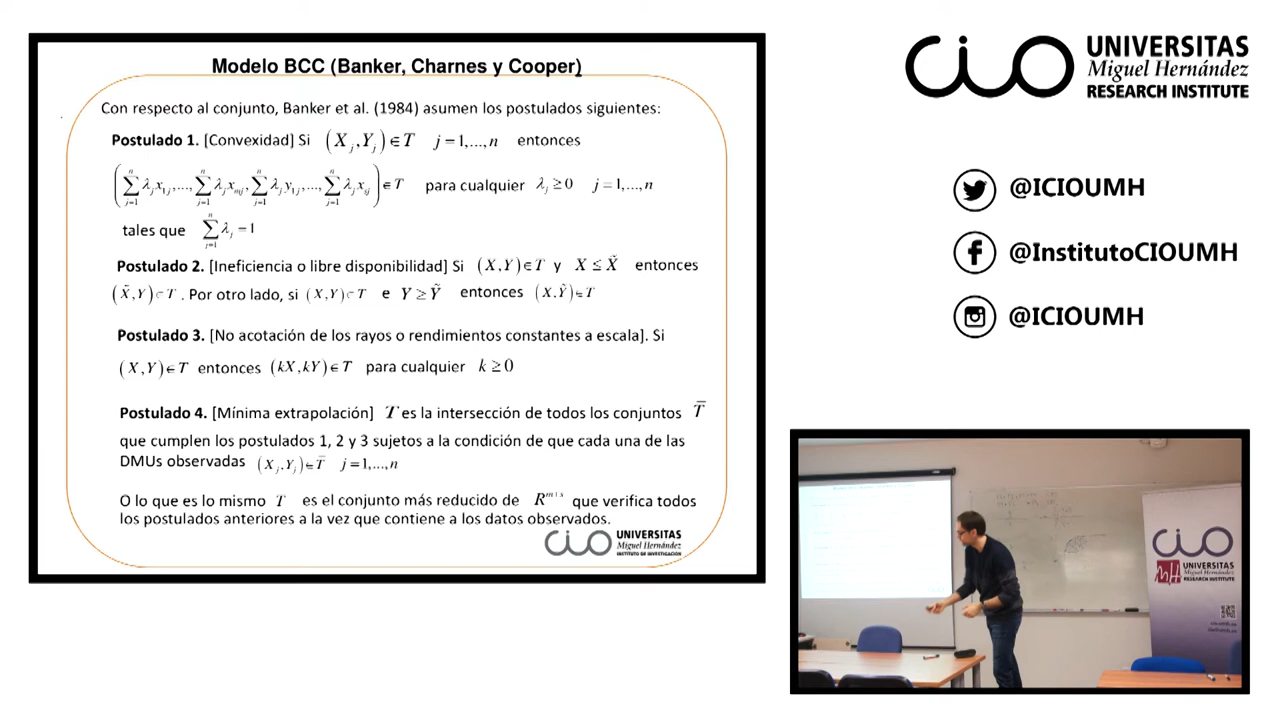 Modelo BCC (Banker, Charnes y Cooper)
Con respecto al conjunto, Banker et al. (1984) asumen los postulados siguientes:
Postulado 1. [Convexidad] Si (X_j, Y_j) ∈ T j = 1,...,n entonces
(∑_{j=1}^{n} λ_j x_{1j},..., ∑_{j=1}^{n} λ_j x_{mj}, ∑_{j=1}^{n} λ_j y_{1j},..., ∑_{j=1}^{n} λ_j x_{sj}) ∈ T para cualquier λ_j ≥ 0 j = 1,...,n
tales que ∑_{j=1}^{n} λ_j = 1
Postulado 2. [Ineficiencia o libre disponibilidad] Si (X, Y) ∈ T y X ≤ X̃ entonces
(X̃, Y) ∈ T . Por otro lado, si (X, Y) ∈ T e Y ≥ Ỹ entonces (X, Ỹ) ∈ T
Postulado 3. [No acotación de los rayos o rendimientos constantes a escala]. Si
(X, Y) ∈ T entonces (kX, kY) ∈ T para cualquier k ≥ 0
Postulado 4. [Mínima extrapolación] T es la intersección de todos los conjuntos T̄
que cumplen los postulados 1, 2 y 3 sujetos a la condición de que cada una de las
DMUs observadas (X_j, Y_j) ∈ T̄ j = 1,...,n
O lo que es lo mismo T es el conjunto más reducido de R^{m+s} que verifica todos
los postulados anteriores a la vez que contiene a los datos observados.
CIO UNIVERSITAS
Miguel Hernández
INSTITUTO DE INVESTIGACIÓN
CIO UNIVERSITAS
Miguel Hernández
RESEARCH INSTITUTE
@ICIOUMH
@InstitutoCIOUMH
@ICIOUMH
CIO
UNIVERSITAS
Miguel Hernández
RESEARCH INSTITUTE